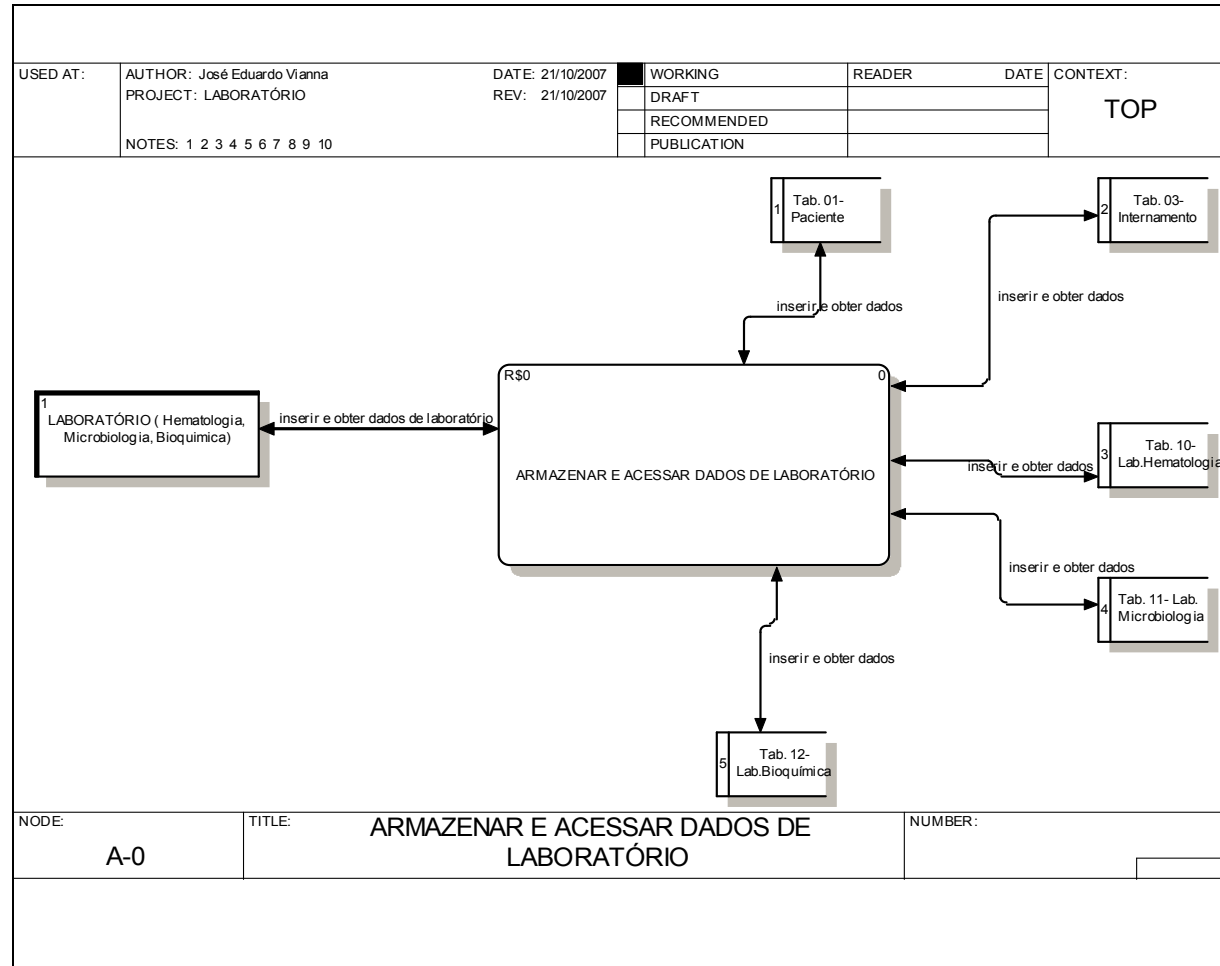 USED AT:
AUTHOR: José Eduardo Vianna
DATE: 21/10/2007
WORKING
READER
DATE
CONTEXT:
PROJECT: LABORATÓRIO
REV: 21/10/2007
DRAFT
TOP
RECOMMENDED
NOTES: 1 2 3 4 5 6 7 8 9 10
PUBLICATION
1
Tab. 01-
Paciente
2
Tab. 03-
Internamento
inserir e obter dados
inserir e obter dados
R$0
0
1
LABORATÓRIO ( Hematologia,
Microbiologia, Bioquimica)
inserir e obter dados de laboratório
ARMAZENAR E ACESSAR DADOS DE LABORATÓRIO
inserir e obter dados
3
Tab. 10-
Lab.Hematologia
inserir e obter dados
4
Tab. 11- Lab.
Microbiologia
inserir e obter dados
5
Tab. 12-
Lab.Bioquímica
NODE:
A-0
TITLE:
ARMAZENAR E ACESSAR DADOS DE
LABORATÓRIO
NUMBER: